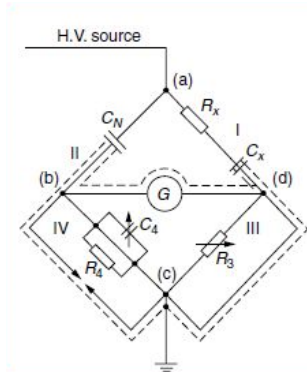 H.V. source
(a)
C_N
R_x
II
I
C_x
(b)
G
(d)
IV
C_4
III
R_4
R_3
(c)